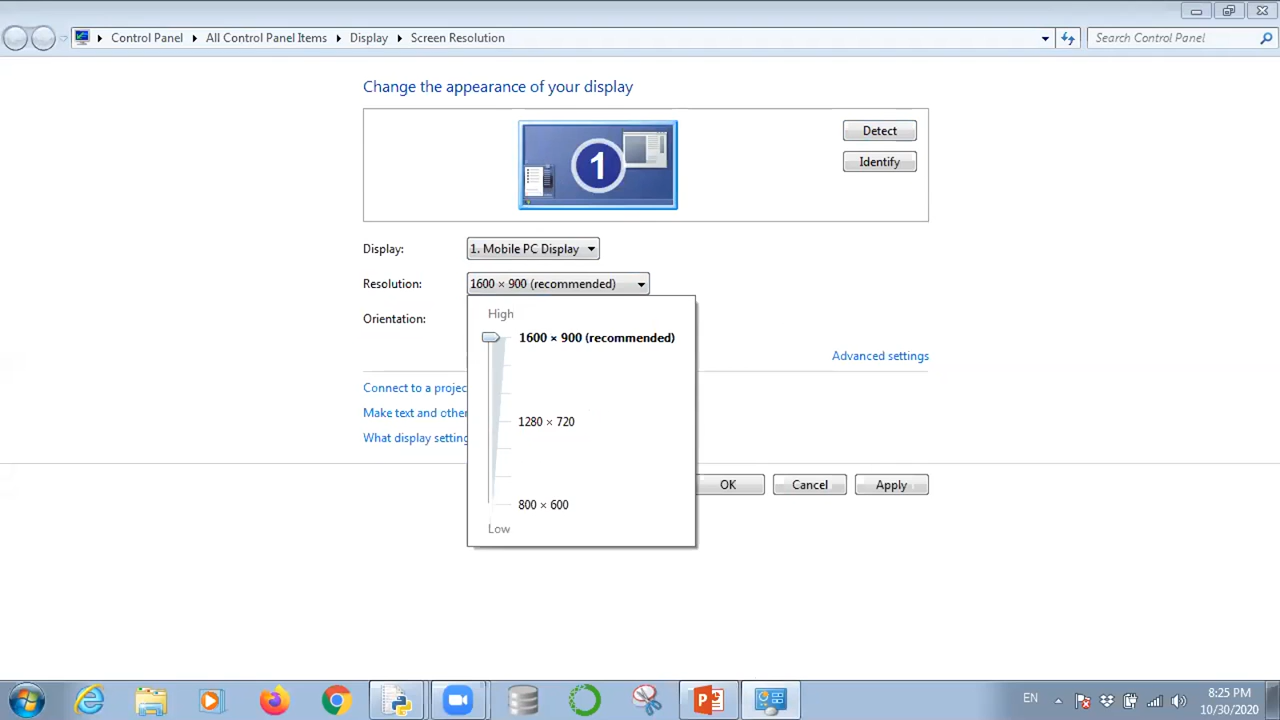 Control Panel All Control Panel Items Display Screen Resolution Search Control Panel
Change the appearance of your display
1
Detect
Identify
Display: 1. Mobile PC Display
Resolution: 1600 × 900 (recommended)
Orientation:
High
1600 × 900 (recommended)
1280 × 720
800 × 600
Low
Advanced settings
Connect to a projec
Make text and other
What display setting
OK Cancel Apply
EN
8:25 PM
10/30/2020